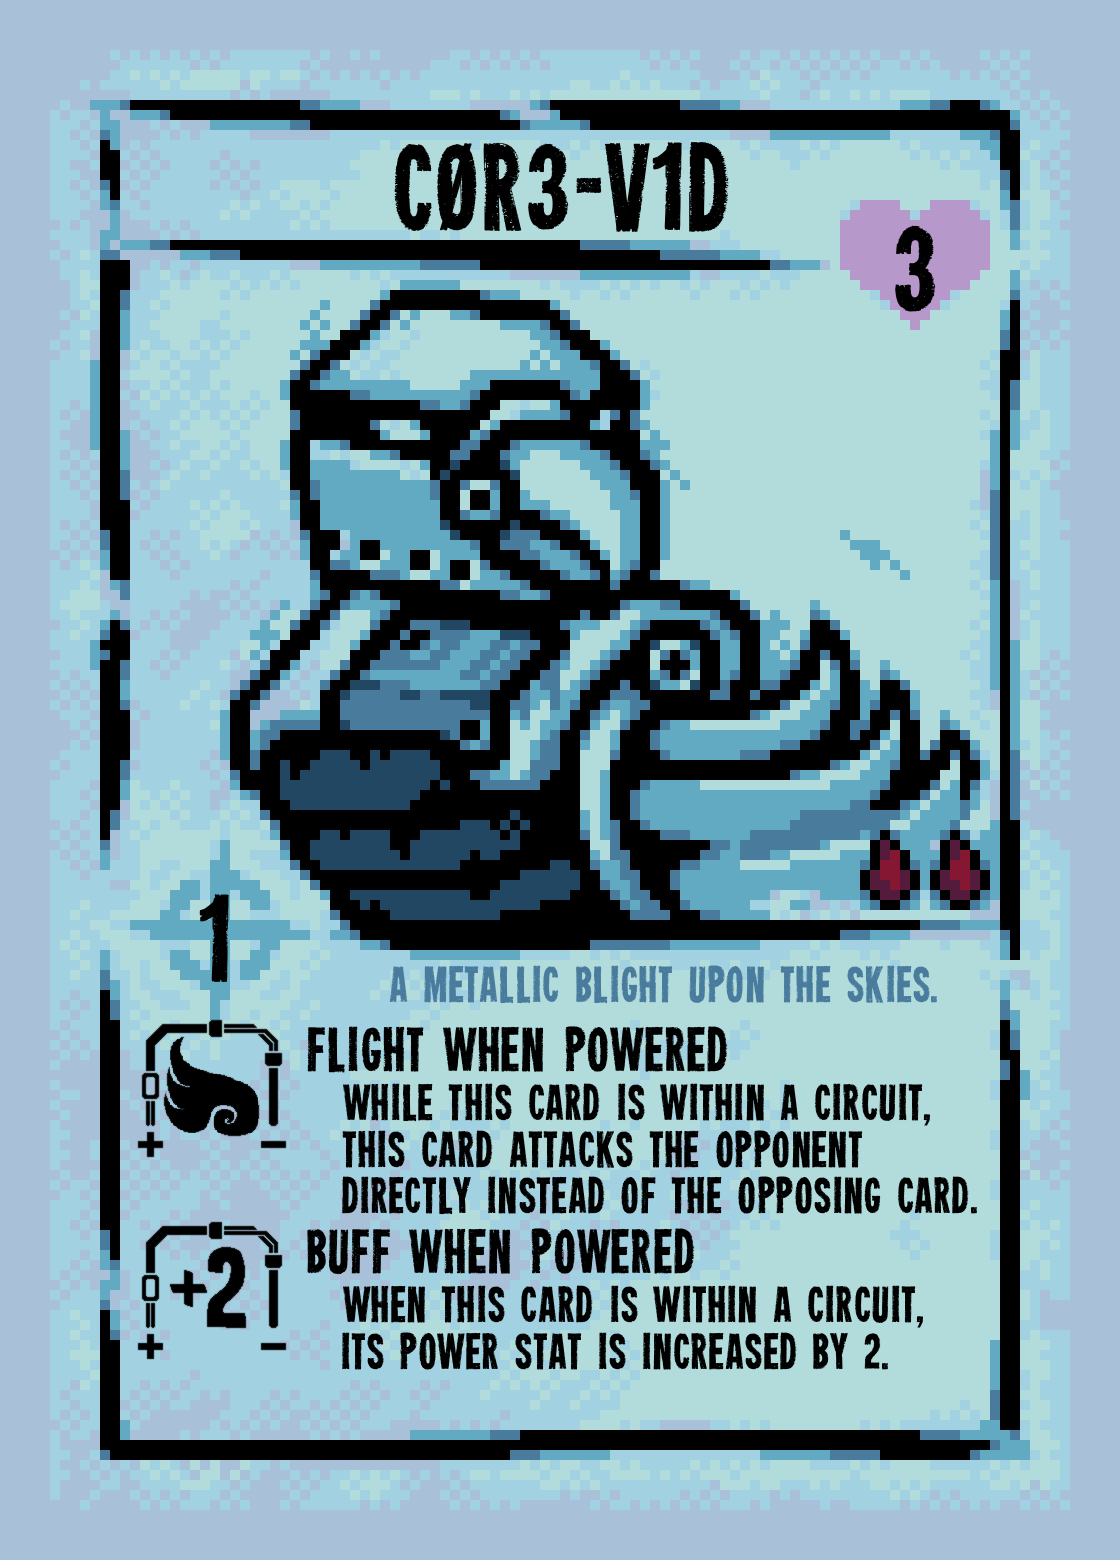 CØR3-V1D
3
1
A METALLIC BLIGHT UPON THE SKIES.
FLIGHT WHEN POWERED
WHILE THIS CARD IS WITHIN A CIRCUIT,
THIS CARD ATTACKS THE OPPONENT
DIRECTLY INSTEAD OF THE OPPOSING CARD.
+ −
+2
BUFF WHEN POWERED
WHEN THIS CARD IS WITHIN A CIRCUIT,
ITS POWER STAT IS INCREASED BY 2.
+ −